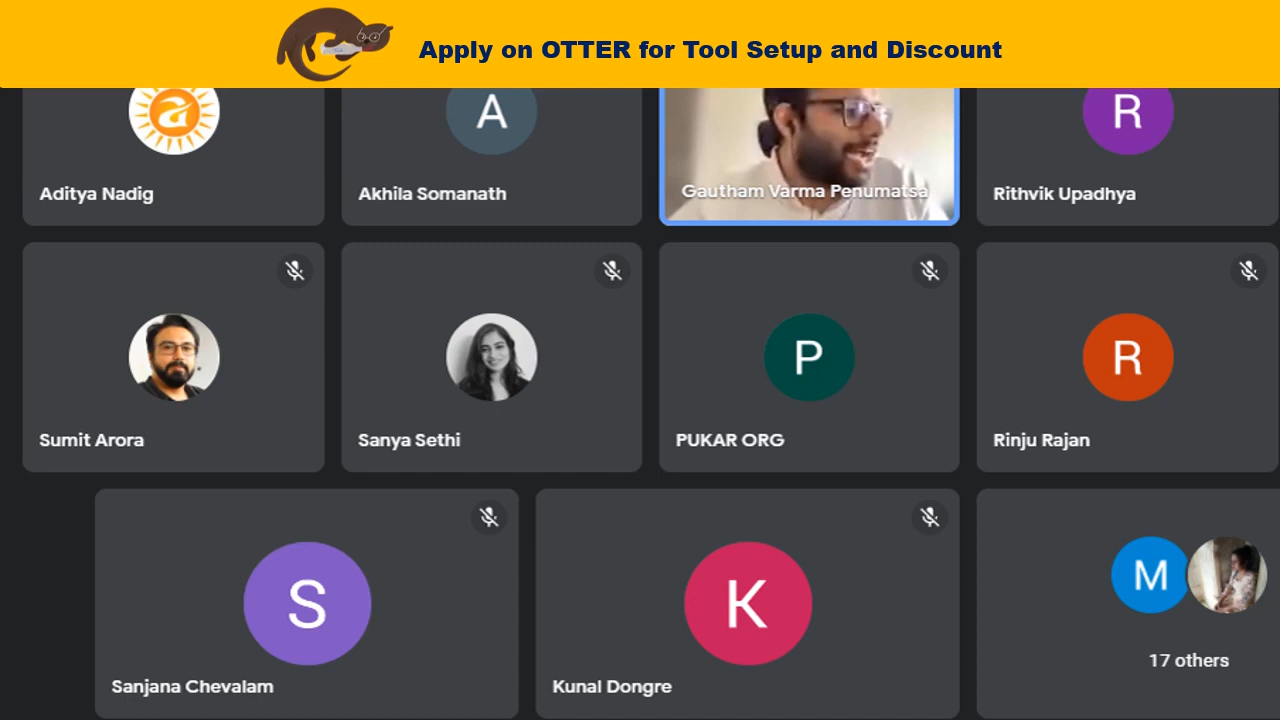 Apply on OTTER for Tool Setup and Discount
a
A
R
Aditya Nadig
Akhila Somanath
Gautham Varma Penumatsa
Rithvik Upadhya
P
R
Sumit Arora
Sanya Sethi
PUKAR ORG
Rinju Rajan
S
K
M
17 others
Sanjana Chevalam
Kunal Dongre